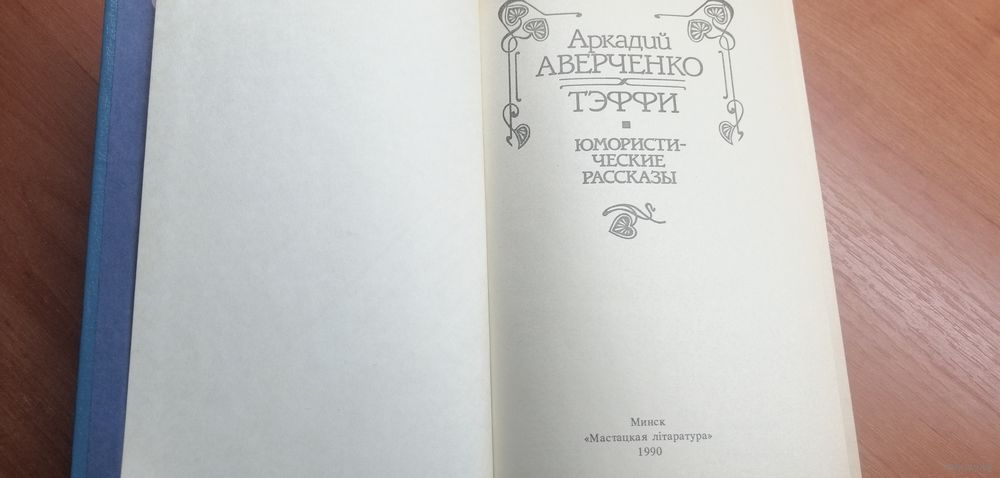 Аркадий
АВЕРЧЕНКО
ТЭФФИ
ЮМОРИСТИ-
ЧЕСКИЕ
РАССКАЗЫ
Минск
«Мастацкая літаратура»
1990